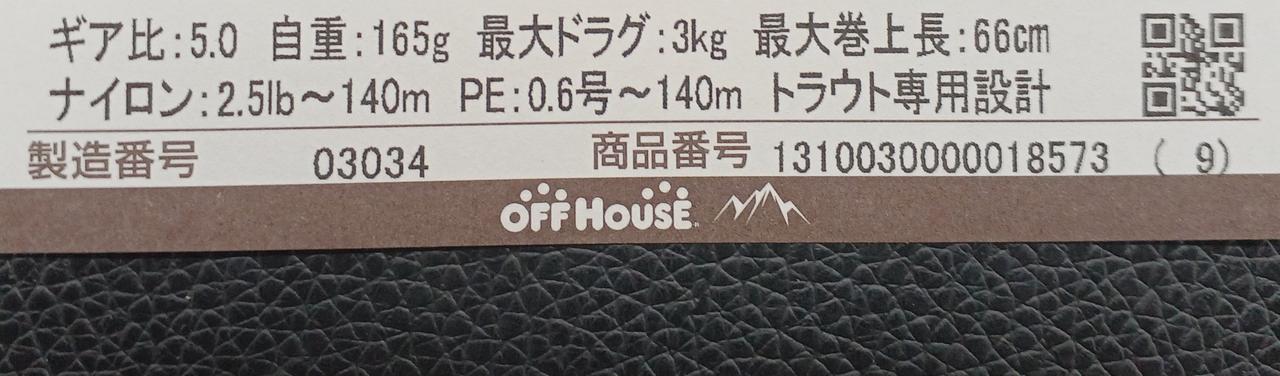 ギア比:5.0 自重:165g 最大ドラグ:3kg 最大巻上長:66cm
ナイロン:2.5lb～140m PE:0.6号～140m トラウト専用設計
製造番号 03034 商品番号 1310030000018573 ( 9)
OFF HOUSE